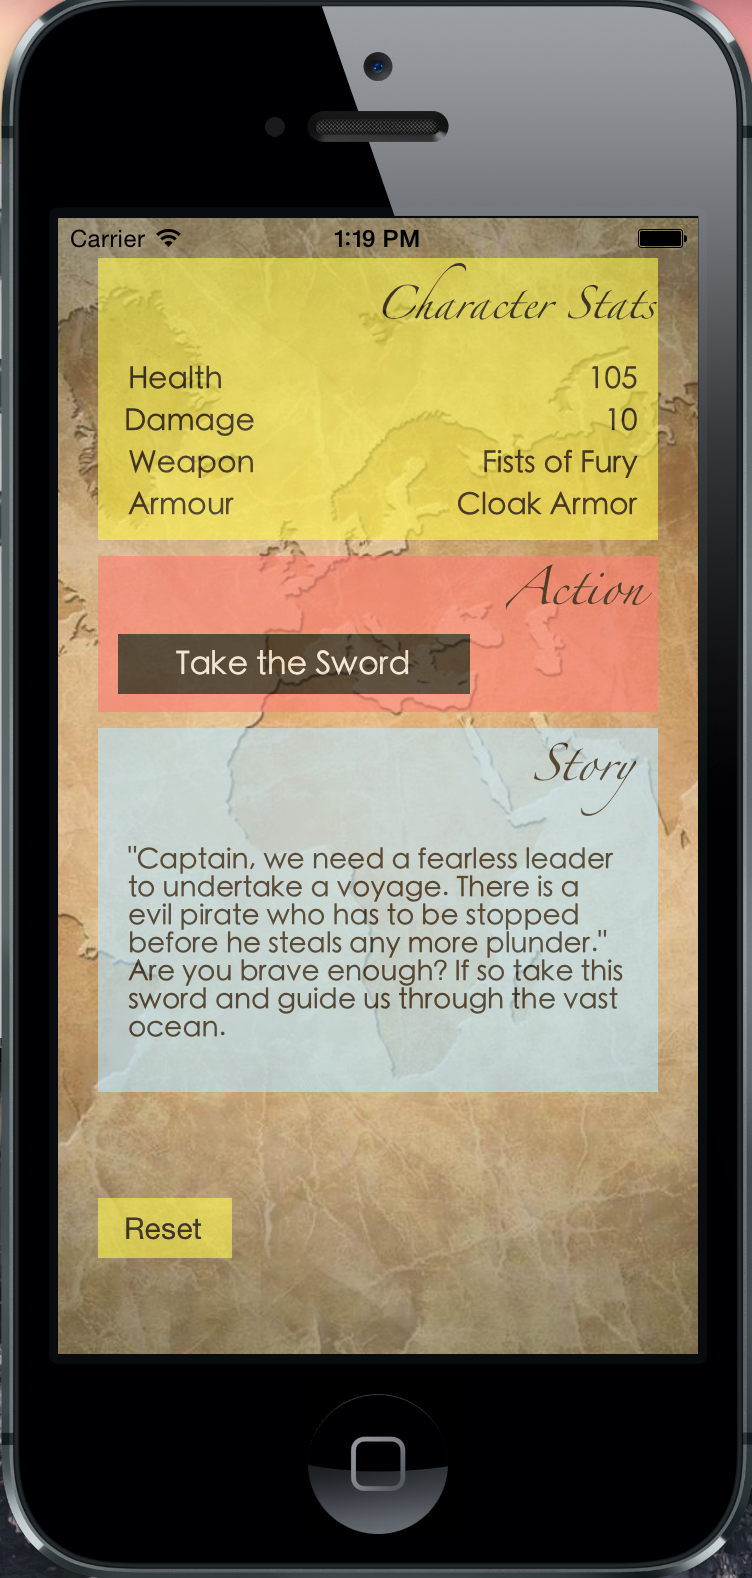 Carrier 1:19 PM
Character Stats
Health 105
Damage 10
Weapon Fists of Fury
Armour Cloak Armor
Action
Take the Sword
Story
"Captain, we need a fearless leader
to undertake a voyage. There is a
evil pirate who has to be stopped
before he steals any more plunder."
Are you brave enough? If so take this
sword and guide us through the vast
ocean.
Reset